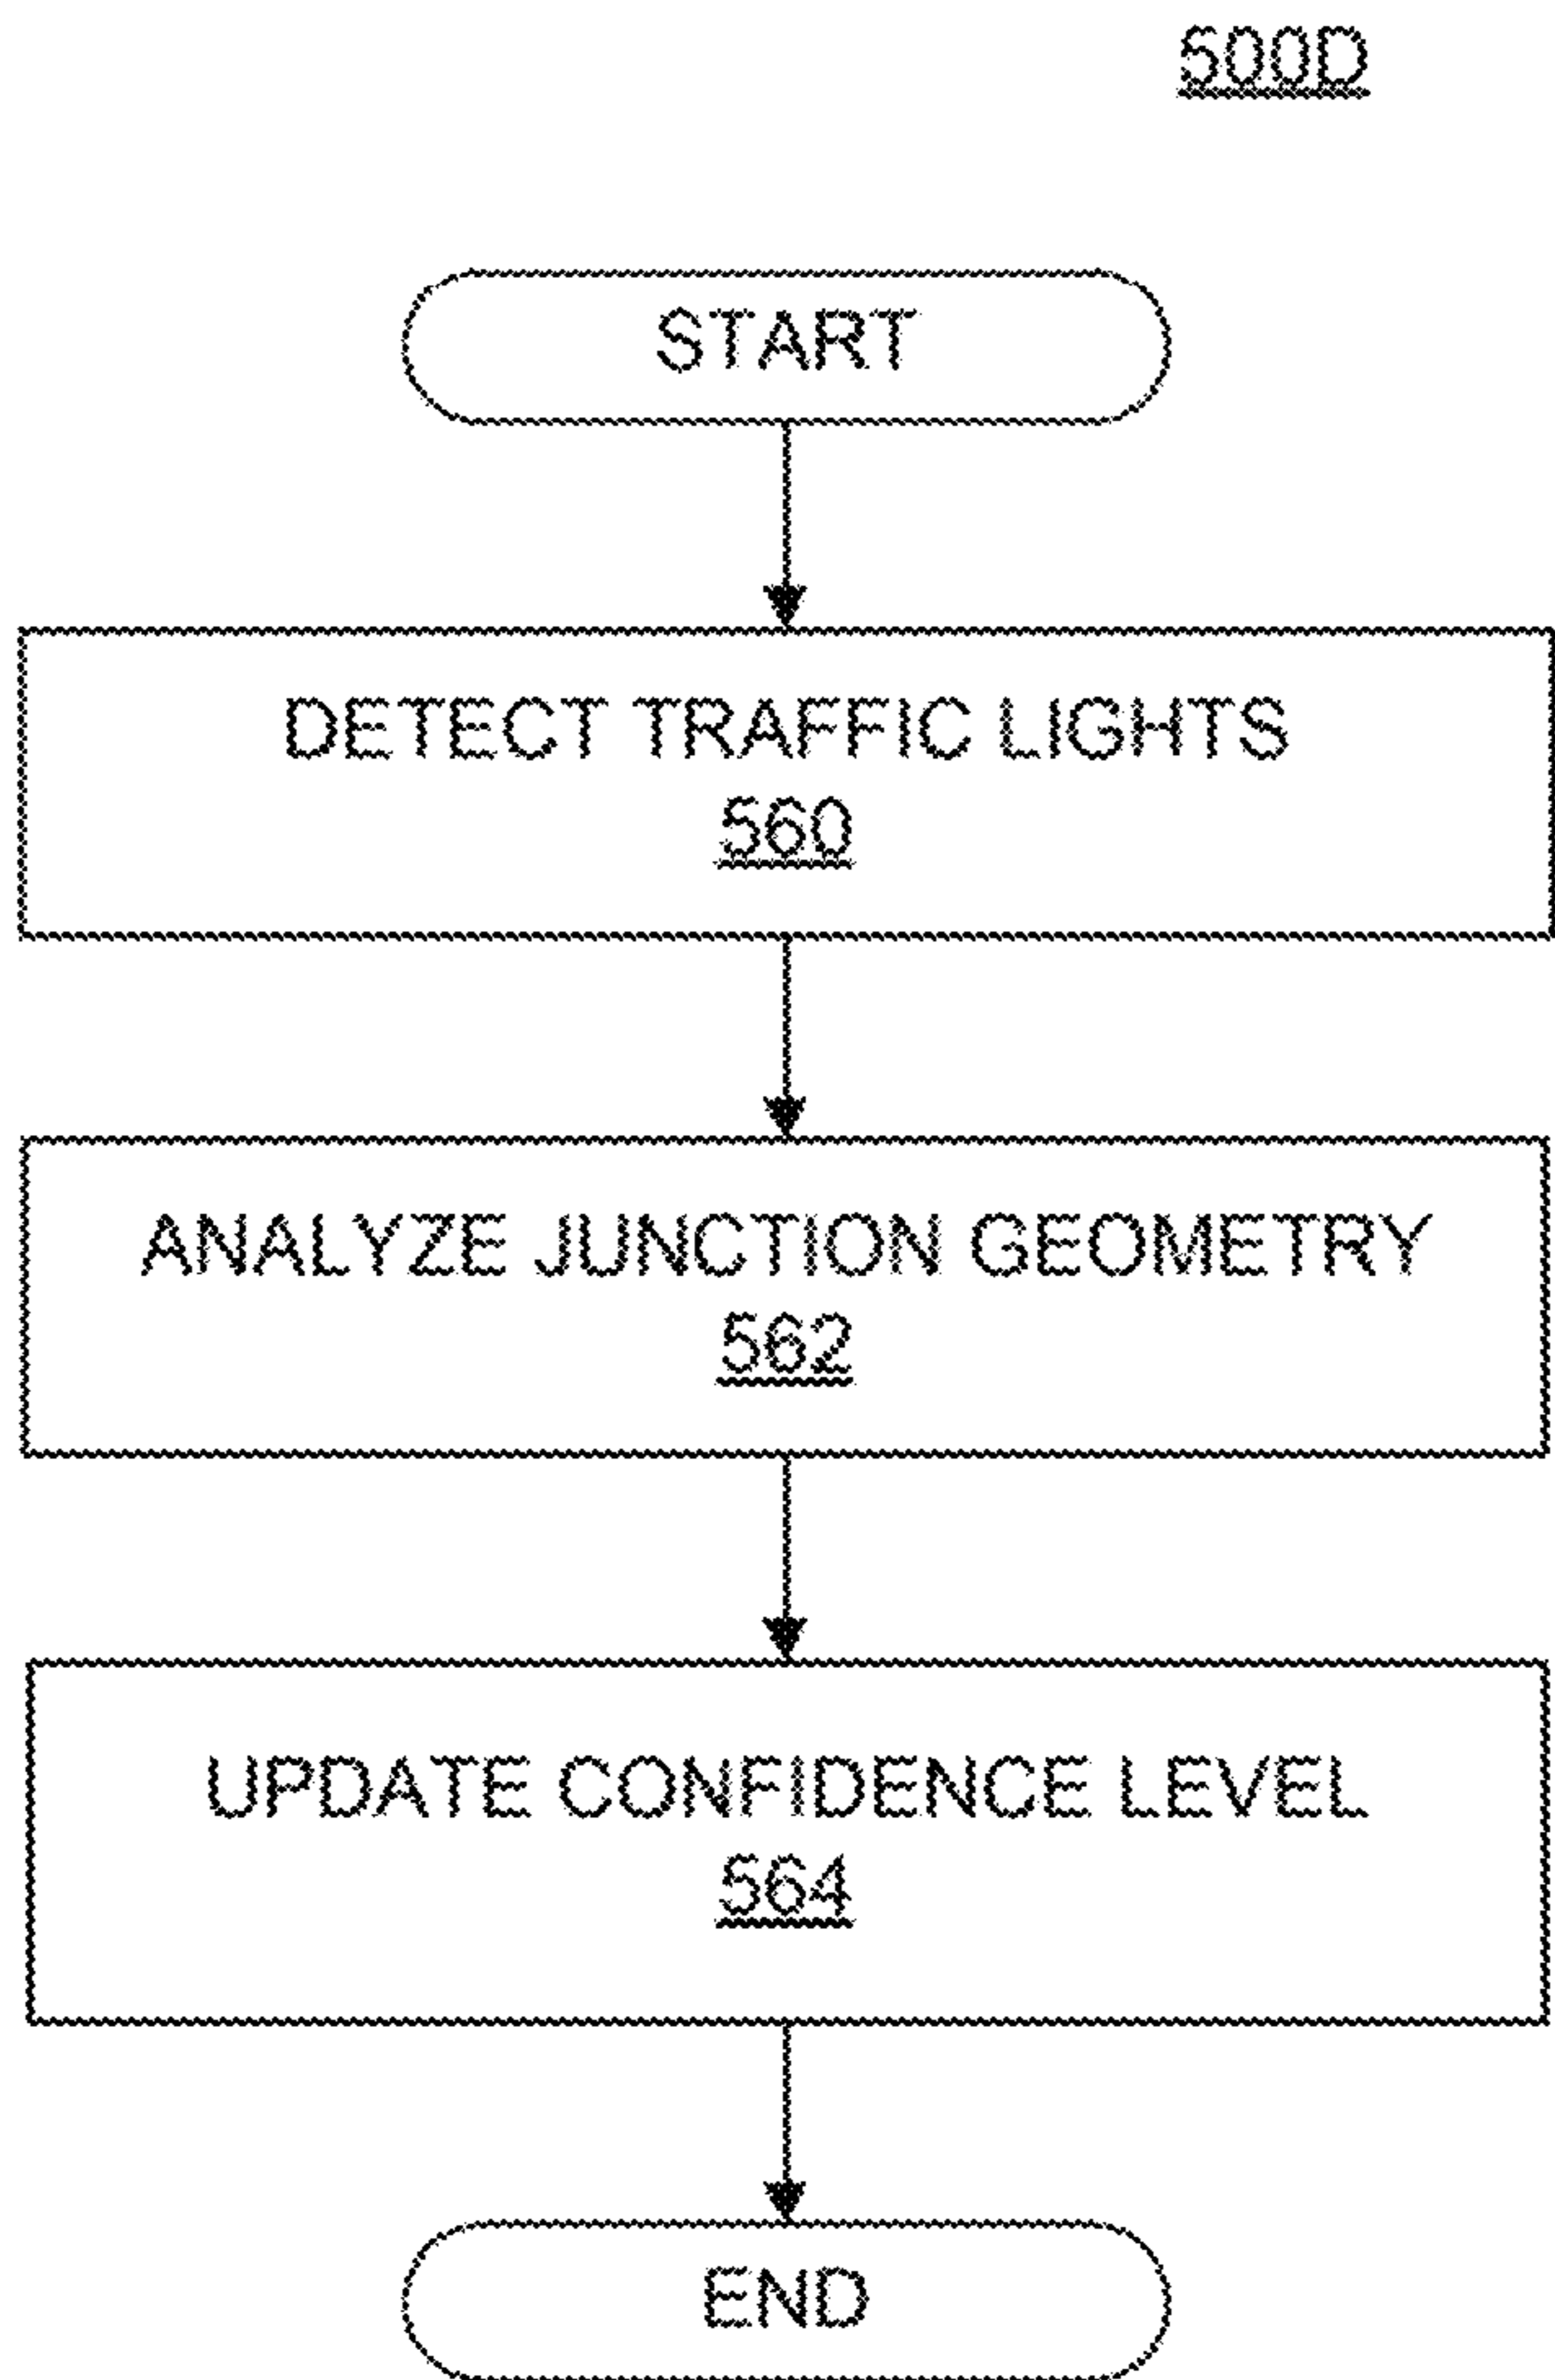 500D
START
DETECT TRAFFIC LIGHTS
560
ANALYZE JUNCTION GEOMETRY
562
UPDATE CONFIDENCE LEVEL
564
END